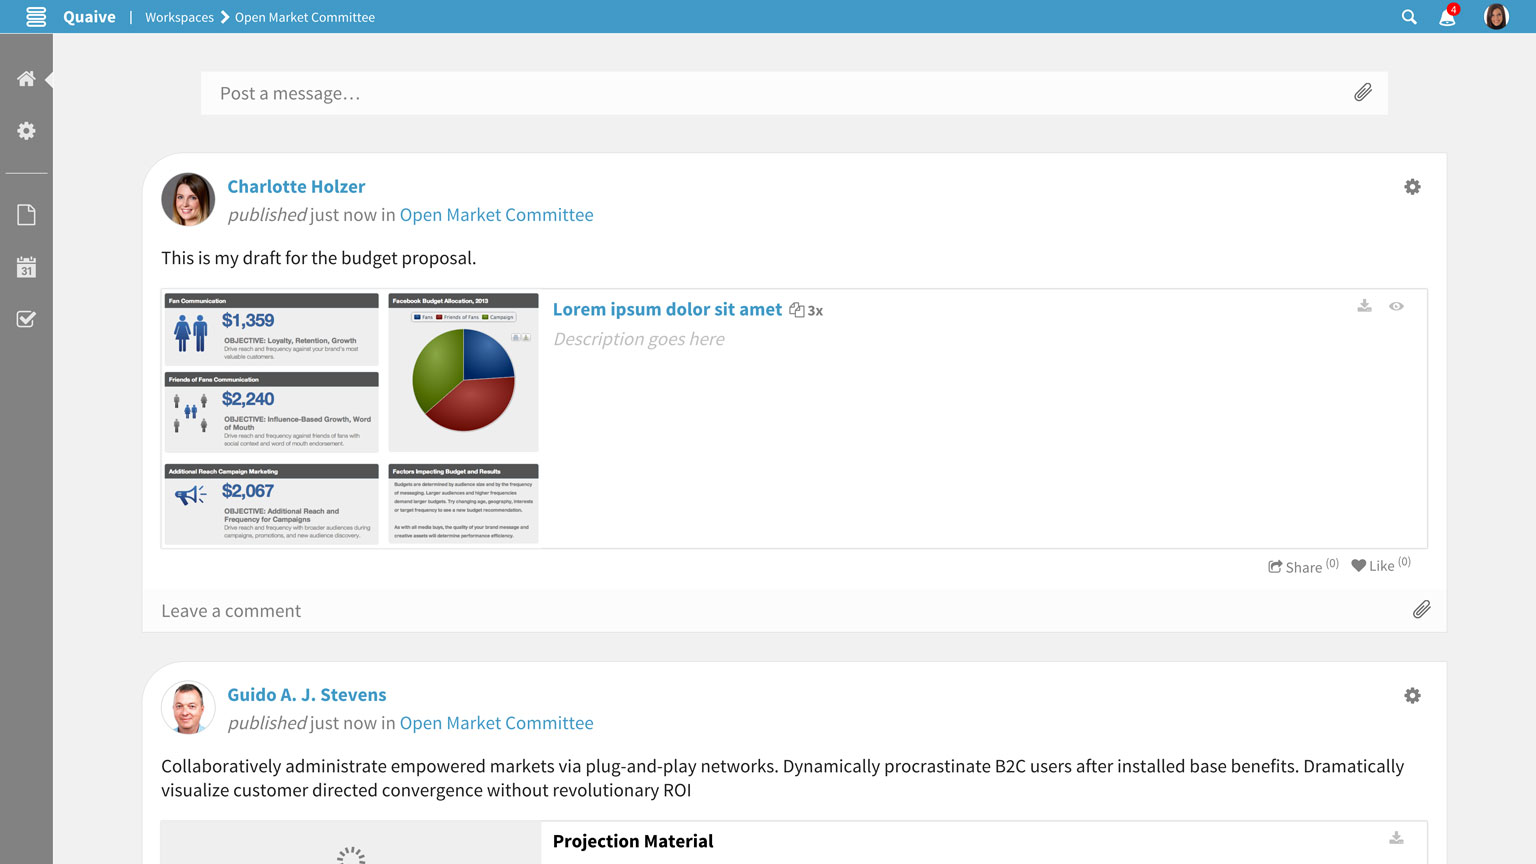 Quaive | Workspaces Open Market Committee
4
Post a message…
Charlotte Holzer
published just now in Open Market Committee
This is my draft for the budget proposal.
Fan Communication
$1,359
OBJECTIVE: Loyalty, Retention, Growth
Drive reach and frequency against your brand's most
valuable customers.
Friends of Fans Communication
$2,240
OBJECTIVE: Influence-Based Growth, Word
of Mouth
Drive reach and frequency against friends of fans with
social context and word of mouth endorsement.
Additional Reach Campaign Marketing
$2,067
OBJECTIVE: Additional Reach and
Frequency for Campaigns
Drive reach and frequency with broader audiences during
campaigns, promotions, and new audience discovery.
Facebook Budget Allocation, 2013
Fans Friends of Fans Campaign
Factors Impacting Budget and Results
Budgets are determined by audience size and by the frequency
of messaging. Larger audiences and higher frequencies
demand larger budgets. Try changing age, geography, interests
or target frequency to see a new budget recommendation.
As with all media buys, the quality of your brand message and
creative assets will determine performance efficiency.
Lorem ipsum dolor sit amet 3x
Description goes here
Share (0) Like (0)
Leave a comment
31
Guido A. J. Stevens
published just now in Open Market Committee
Collaboratively administrate empowered markets via plug-and-play networks. Dynamically procrastinate B2C users after installed base benefits. Dramatically
visualize customer directed convergence without revolutionary ROI
Projection Material